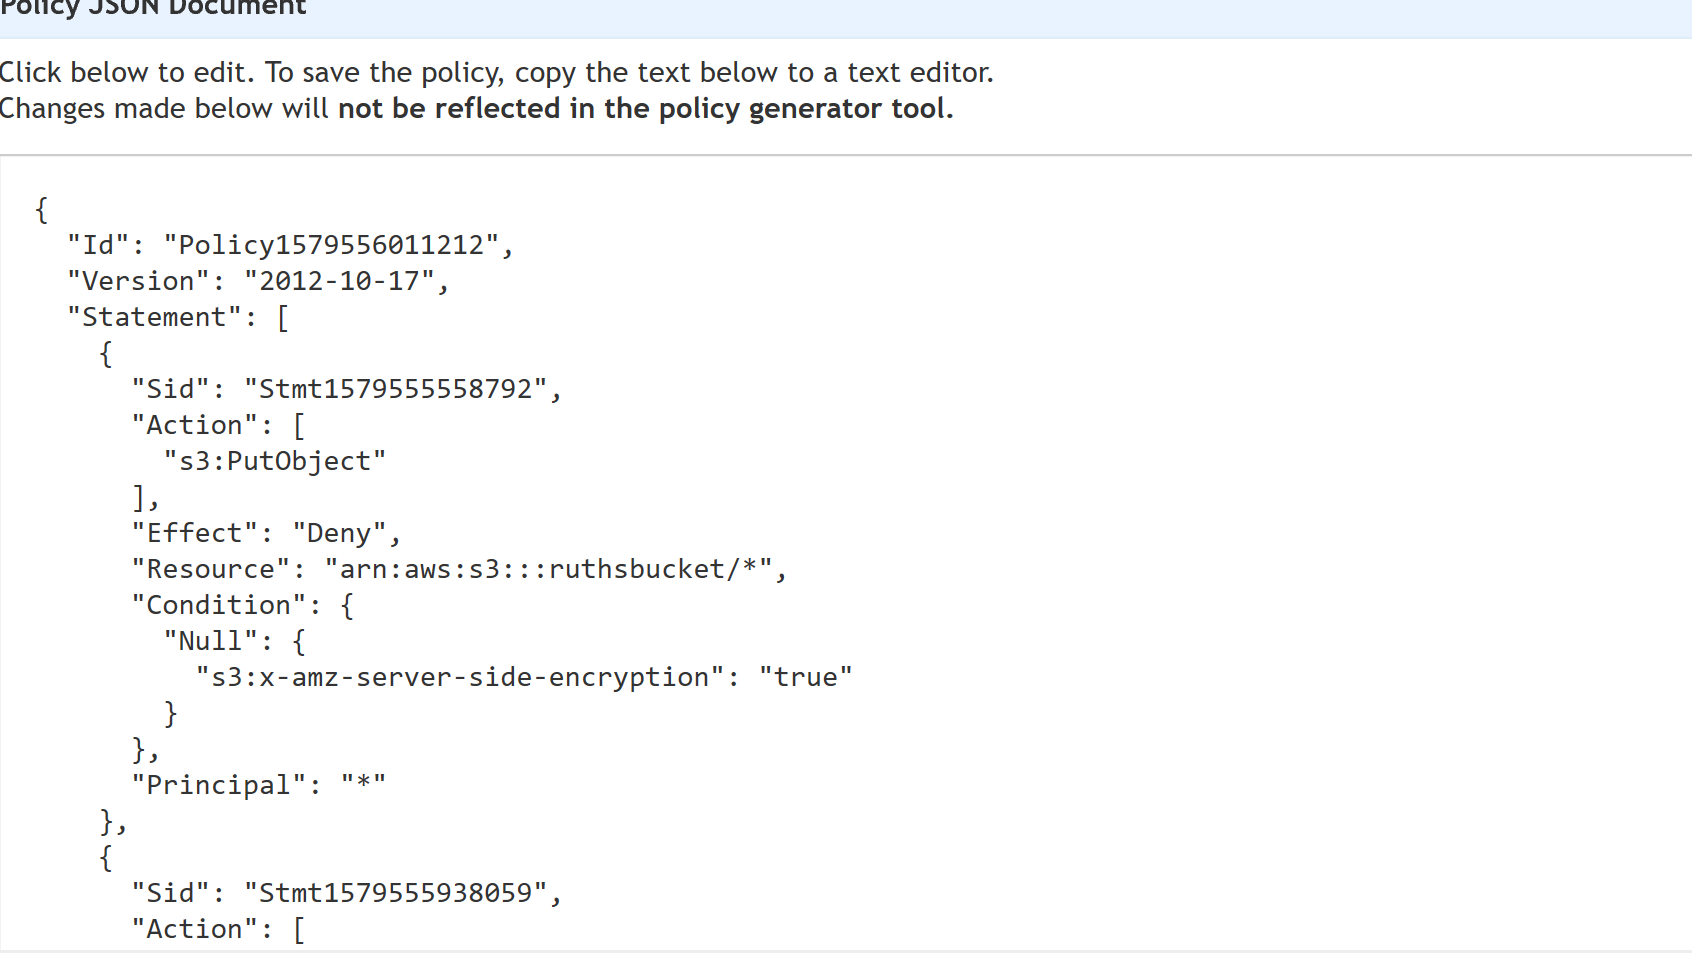 Policy JSON Document
Click below to edit. To save the policy, copy the text below to a text editor.
Changes made below will not be reflected in the policy generator tool.
{
  "Id": "Policy1579556011212",
  "Version": "2012-10-17",
  "Statement": [
    {
      "Sid": "Stmt1579555558792",
      "Action": [
        "s3:PutObject"
      ],
      "Effect": "Deny",
      "Resource": "arn:aws:s3:::ruthsbucket/*",
      "Condition": {
        "Null": {
          "s3:x-amz-server-side-encryption": "true"
        }
      },
      "Principal": "*"
    },
    {
      "Sid": "Stmt1579555938059",
      "Action": [